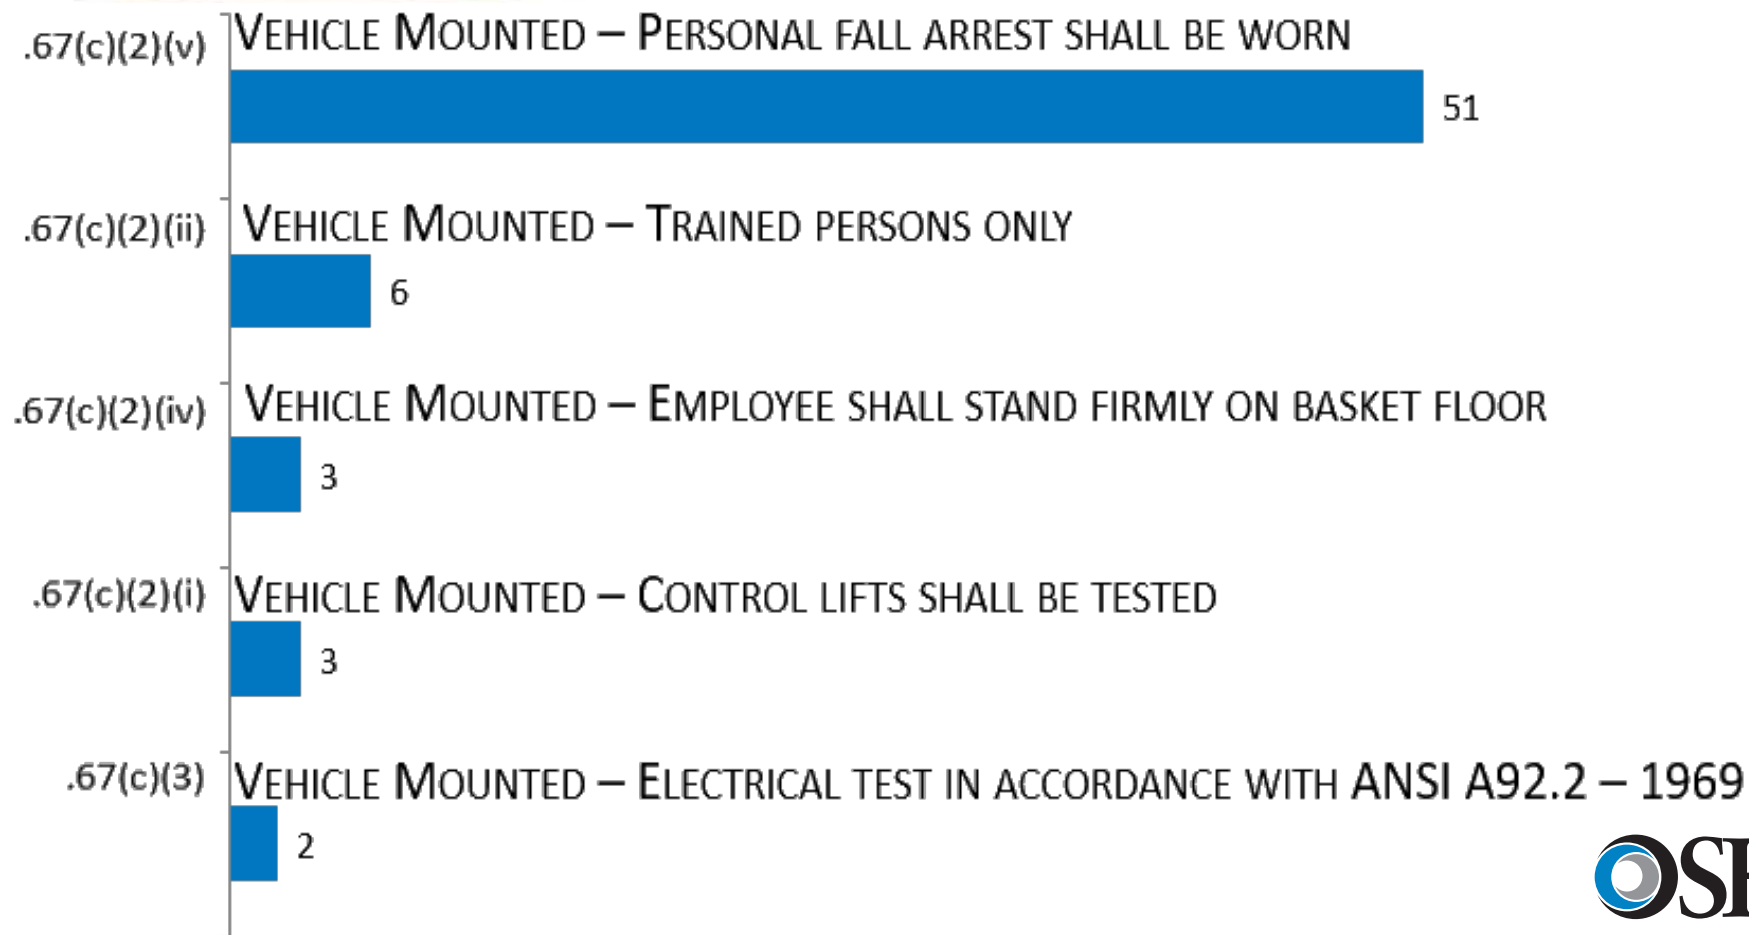 .67(c)(2)(v) VEHICLE MOUNTED – PERSONAL FALL ARREST SHALL BE WORN
51
.67(c)(2)(ii) VEHICLE MOUNTED – TRAINED PERSONS ONLY
6
.67(c)(2)(iv) VEHICLE MOUNTED – EMPLOYEE SHALL STAND FIRMLY ON BASKET FLOOR
3
.67(c)(2)(i) VEHICLE MOUNTED – CONTROL LIFTS SHALL BE TESTED
3
.67(c)(3) VEHICLE MOUNTED – ELECTRICAL TEST IN ACCORDANCE WITH ANSI A92.2 – 1969
2